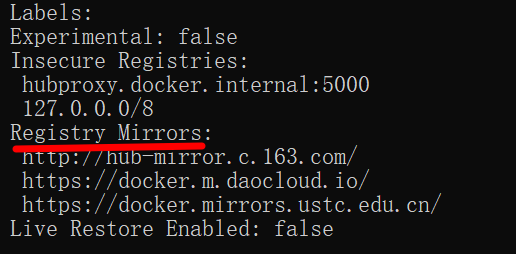 Labels:
Experimental: false
Insecure Registries:
hubproxy.docker.internal:5000
127.0.0.0/8
Registry Mirrors:
http://hub-mirror.c.163.com/
https://docker.m.daocloud.io/
https://docker.mirrors.ustc.edu.cn/
Live Restore Enabled: false